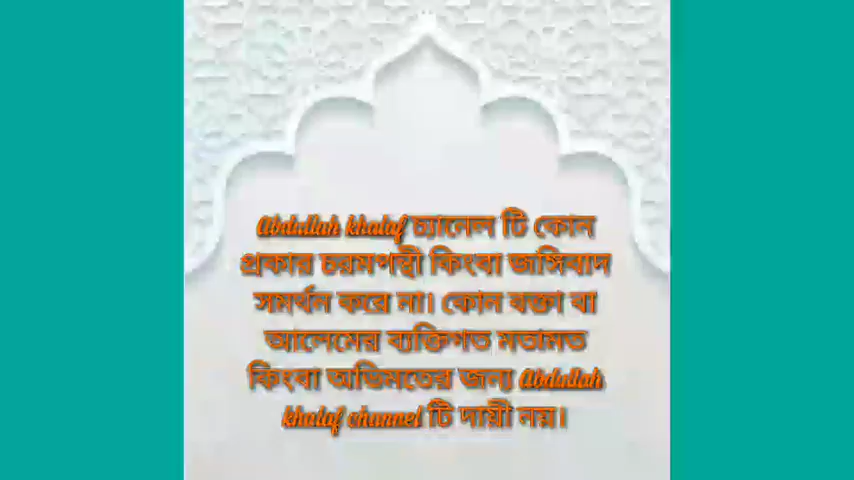 Abdullah khalaf চ্যানেল টি কোন
প্রকার চরমপন্থী কিংবা জঙ্গিবাদ
সমর্থন করে না। কোন বক্তা বা
আলেমের ব্যক্তিগত মতামত
কিংবা অভিমতের জন্য Abdullah
khalaf channel টি দায়ী নয়।